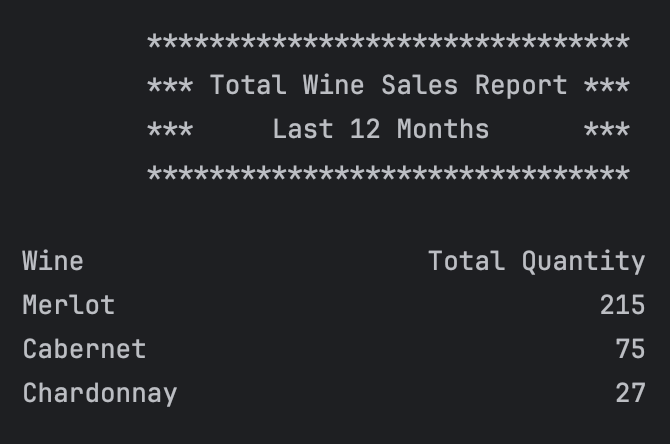 *******************************
*** Total Wine Sales Report ***
***     Last 12 Months      ***
*******************************
Wine                      Total Quantity
Merlot                               215
Cabernet                              75
Chardonnay                            27